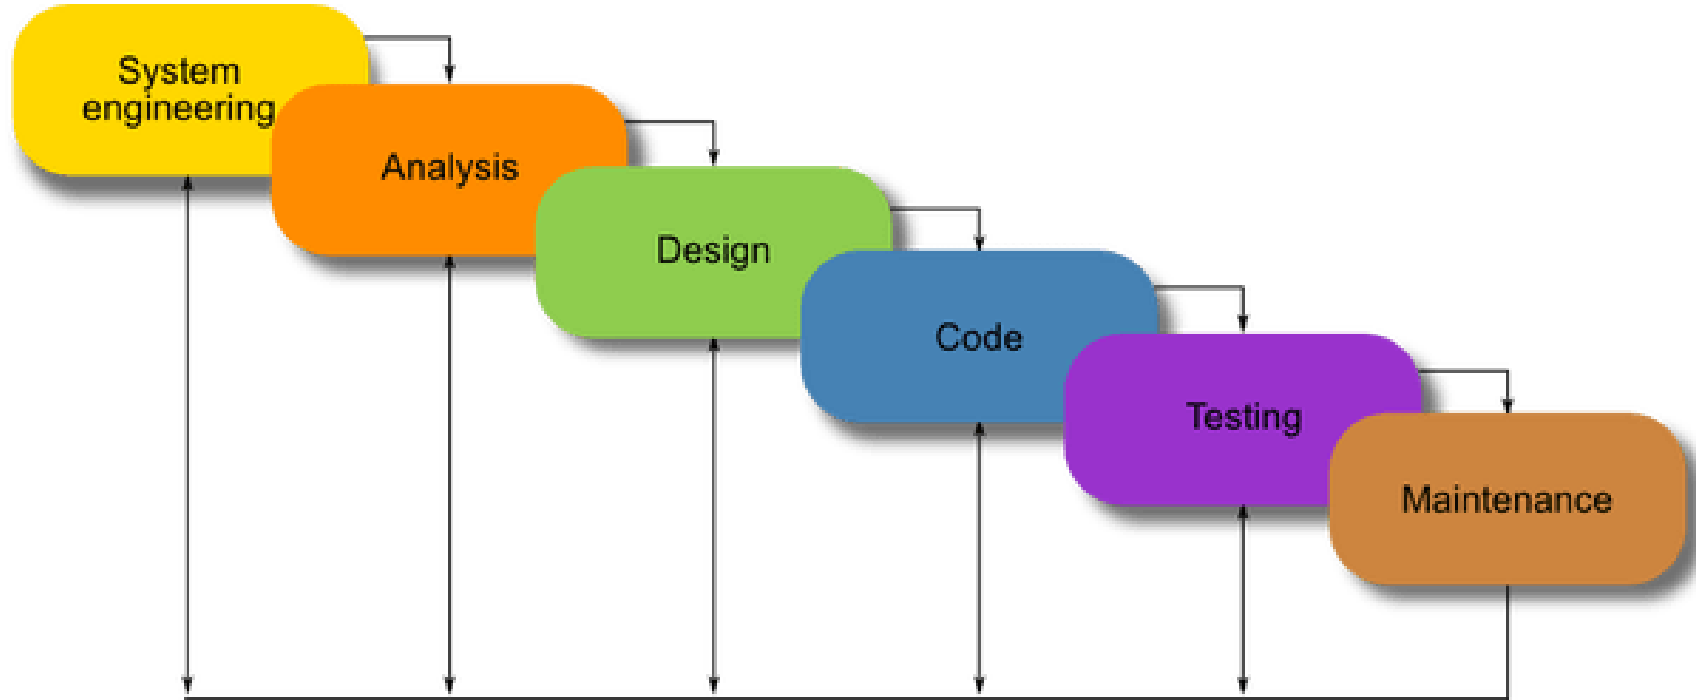 System
engineering
Analysis
Design
Code
Testing
Maintenance